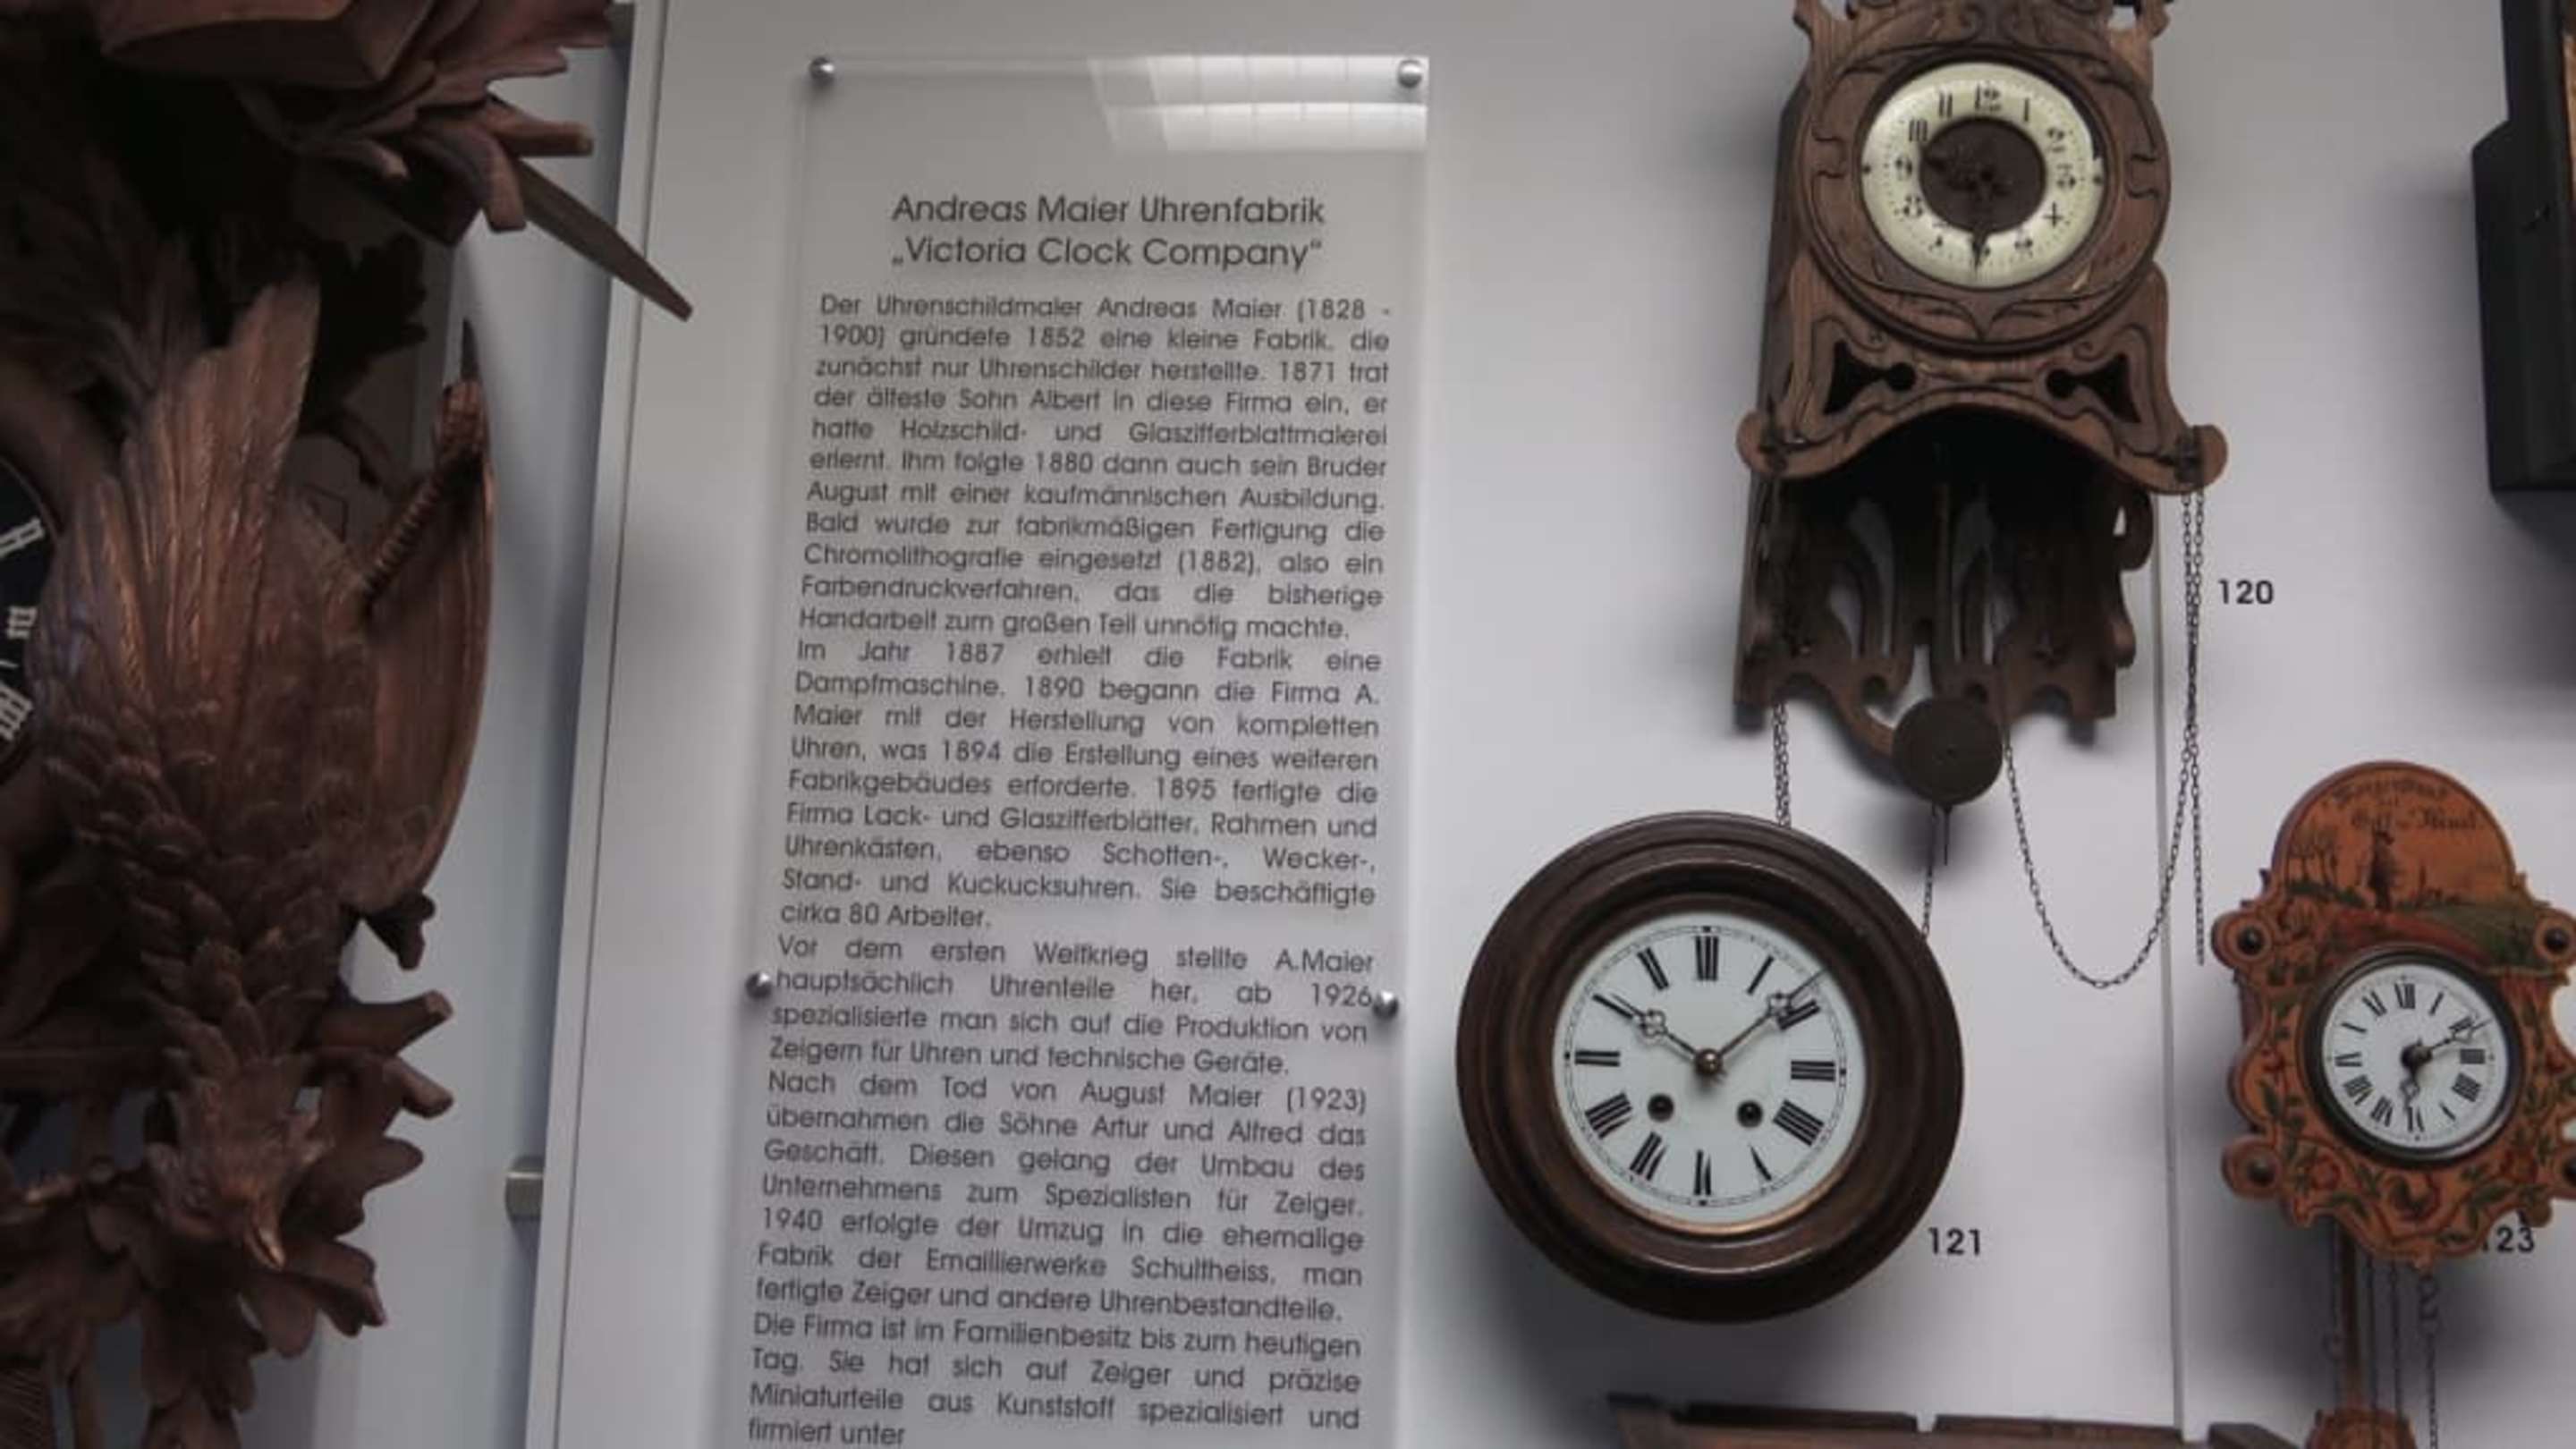 Andreas Maier Uhrenfabrik
„Victoria Clock Company“
Der Uhrenschildmaler Andreas Maier (1828 -
1900) gründete 1852 eine kleine Fabrik, die
zunächst nur Uhrenschilder herstellte. 1871 trat
der älteste Sohn Albert in diese Firma ein, er
hatte Holzschild- und Glaszifferblattmalerei
erlernt. Ihm folgte 1880 dann auch sein Bruder
August mit einer kaufmännischen Ausbildung.
Bald wurde zur fabrikmäßigen Fertigung die
Chromolithografie eingesetzt (1882), also ein
Farbendruckverfahren, das die bisherige
Handarbeit zum großen Teil unnötig machte.
Im Jahr 1887 erhielt die Fabrik eine
Dampfmaschine. 1890 begann die Firma A.
Maier mit der Herstellung von kompletten
Uhren, was 1894 die Erstellung eines weiteren
Fabrikgebäudes erforderte. 1895 fertigte die
Firma Lack- und Glaszifferblätter, Rahmen und
Uhrenkästen, ebenso Schotten-, Wecker-,
Stand- und Kuckucksuhren. Sie beschäftigte
cirka 80 Arbeiter.
Vor dem ersten Weltkrieg stellte A.Maier
hauptsächlich Uhrenteile her, ab 1926
spezialisierte man sich auf die Produktion von
Zeigern für Uhren und technische Geräte.
Nach dem Tod von August Maier (1923)
übernahmen die Söhne Artur und Alfred das
Geschäft. Diesen gelang der Umbau des
Unternehmens zum Spezialisten für Zeiger.
1940 erfolgte der Umzug in die ehemalige
Fabrik der Emaillierwerke Schultheiss, man
fertigte Zeiger und andere Uhrenbestandteile.
Die Firma ist im Familienbesitz bis zum heutigen
Tag. Sie hat sich auf Zeiger und präzise
Miniaturteile aus Kunststoff spezialisiert und
firmiert unter
120
121
123